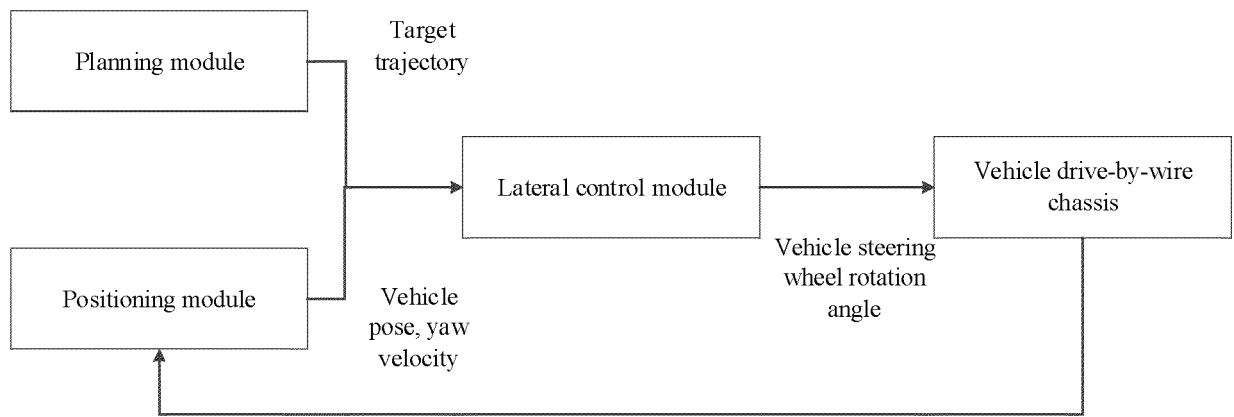 Planning module
Target
trajectory
Lateral control module
Vehicle drive-by-wire
chassis
Vehicle steering
wheel rotation
angle
Positioning module
Vehicle
pose, yaw
velocity